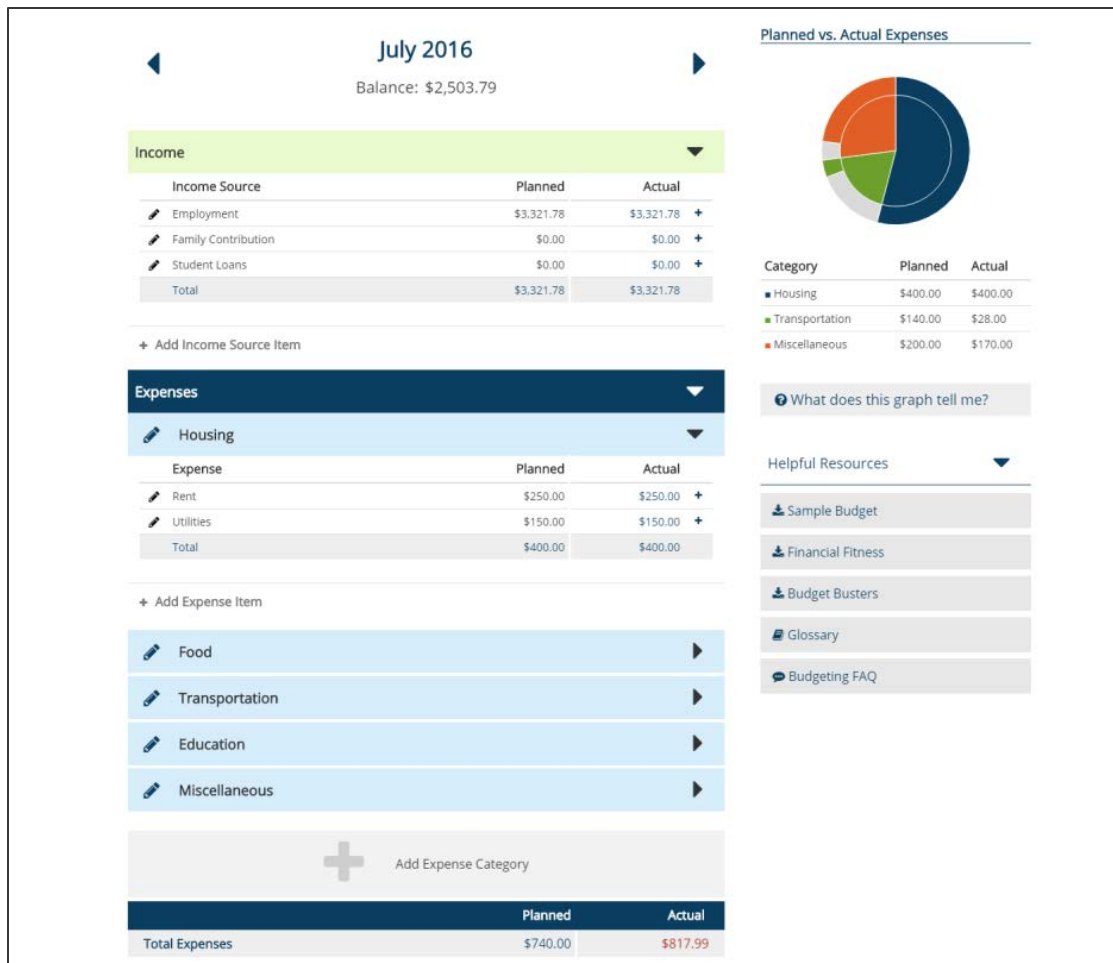 July 2016
Balance: $2,503.79
Income
Income Source Planned Actual
Employment $3,321.78 $3,321.78 +
Family Contribution $0.00 $0.00 +
Student Loans $0.00 $0.00 +
Total $3,321.78 $3,321.78
+ Add Income Source Item
Expenses
Housing
Expense Planned Actual
Rent $250.00 $250.00 +
Utilities $150.00 $150.00 +
Total $400.00 $400.00
+ Add Expense Item
Food
Transportation
Education
Miscellaneous
Add Expense Category
Planned Actual
Total Expenses $740.00 $817.99
Planned vs. Actual Expenses
Category Planned Actual
Housing $400.00 $400.00
Transportation $140.00 $28.00
Miscellaneous $200.00 $170.00
What does this graph tell me?
Helpful Resources
Sample Budget
Financial Fitness
Budget Busters
Glossary
Budgeting FAQ